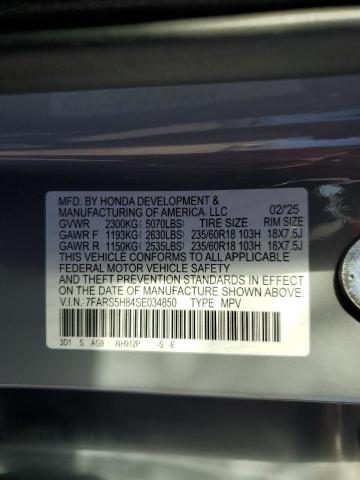 MFD. BY HONDA DEVELOPMENT &
MANUFACTURING OF AMERICA, LLC 02/'25
GVWR 2300KG( 5070LBS) TIRE SIZE RIM SIZE
GAWR F 1193KG( 2630LBS) 235/60R18 103H 18X7.5J
GAWR R 1150KG( 2535LBS) 235/60R18 103H 18X7.5J
THIS VEHICLE CONFORMS TO ALL APPLICABLE
FEDERAL MOTOR VEHICLE SAFETY
AND THEFT PREVENTION STANDARDS IN EFFECT
ON THE DATE OF MANUFACTURE SHOWN ABOVE.
V.I.N.: 7FARS5H84SE034850 TYPE: MPV
3D1 S AG9 -NH912P -S -E